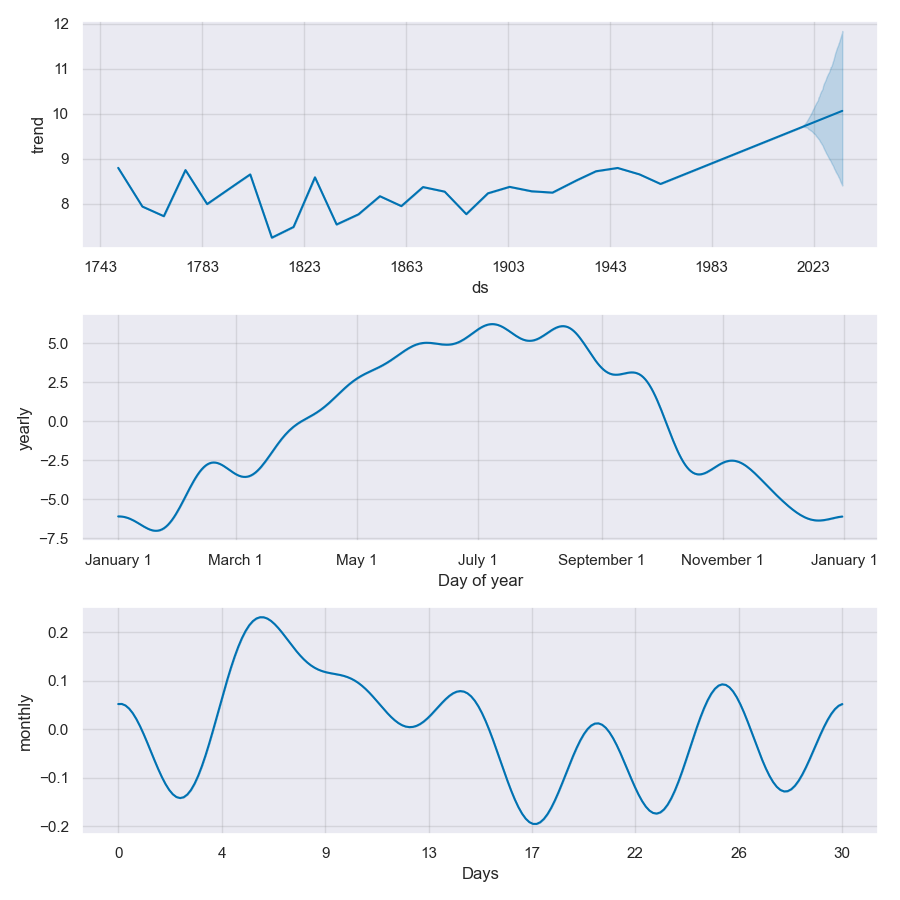 12
11
10
9
8
trend
1743 1783 1823 1863 1903 1943 1983 2023
ds
5.0
2.5
0.0
−2.5
−5.0
−7.5
yearly
January 1 March 1 May 1 July 1 September 1 November 1 January 1
Day of year
0.2
0.1
0.0
−0.1
−0.2
monthly
0 4 9 13 17 22 26 30
Days